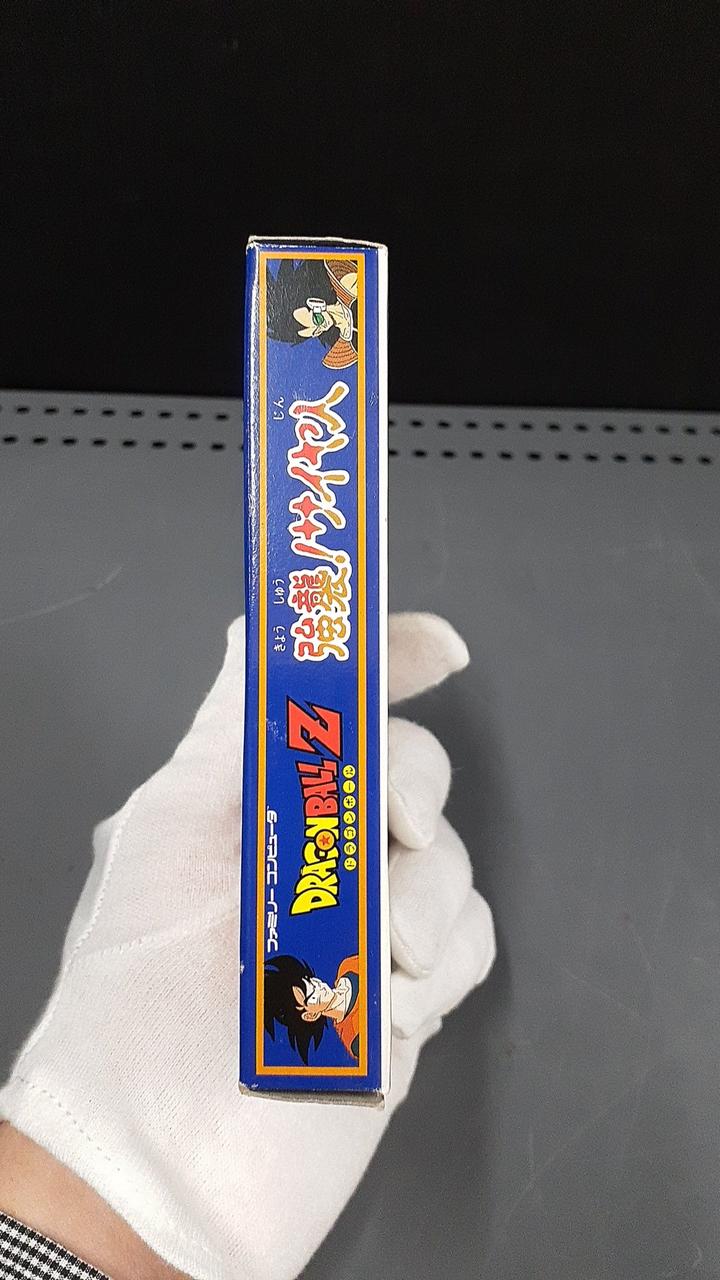 ファミリー コンピュータ
DRAGON BALL Z
ドラゴンボール
きょう しゅう じん
強襲!サイヤ人